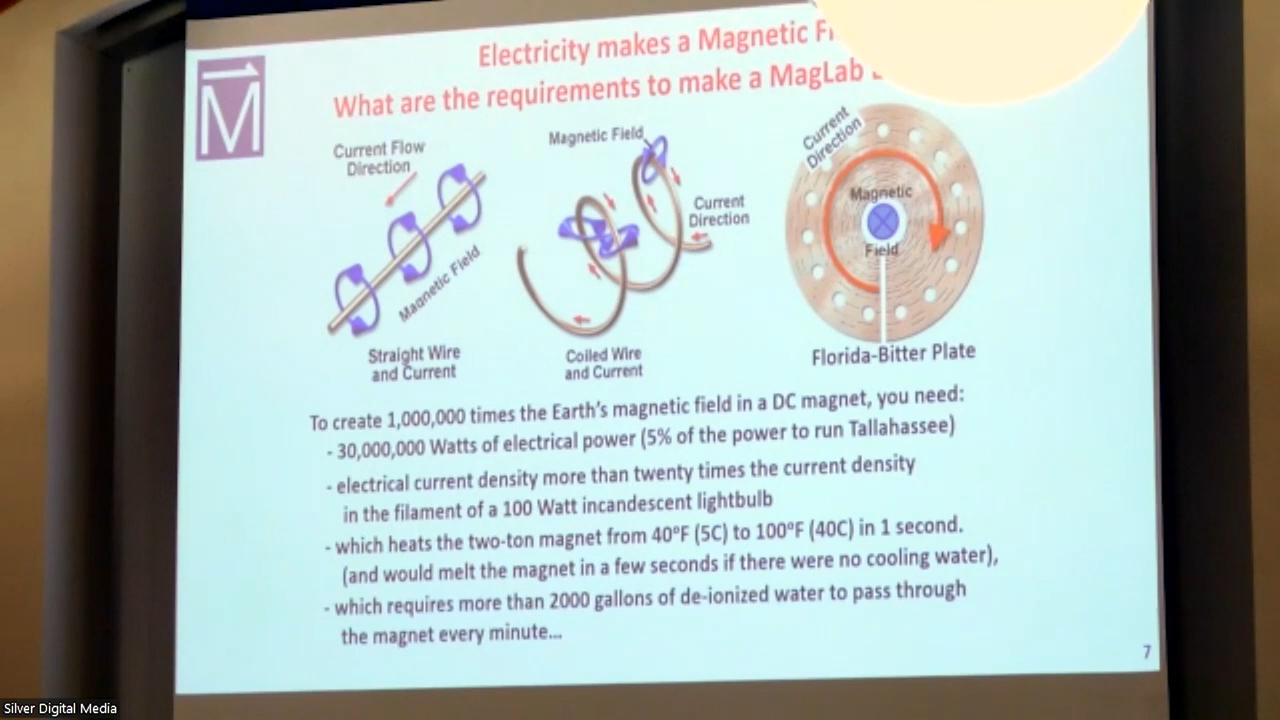 Electricity makes a Magnetic
What are the requirements to make a MagLab
M
Current Flow
Direction
Magnetic Field
Straight Wire
and Current
Magnetic Field
Current
Direction
Coiled Wire
and Current
Current
Direction
Magnetic
Field
Florida-Bitter Plate
To create 1,000,000 times the Earth's magnetic field in a DC magnet, you need:
- 30,000,000 Watts of electrical power (5% of the power to run Tallahassee)
- electrical current density more than twenty times the current density
in the filament of a 100 Watt incandescent lightbulb
- which heats the two-ton magnet from 40ºF (5C) to 100ºF (40C) in 1 second.
(and would melt the magnet in a few seconds if there were no cooling water),
- which requires more than 2000 gallons of de-ionized water to pass through
the magnet every minute...
7
Silver Digital Media